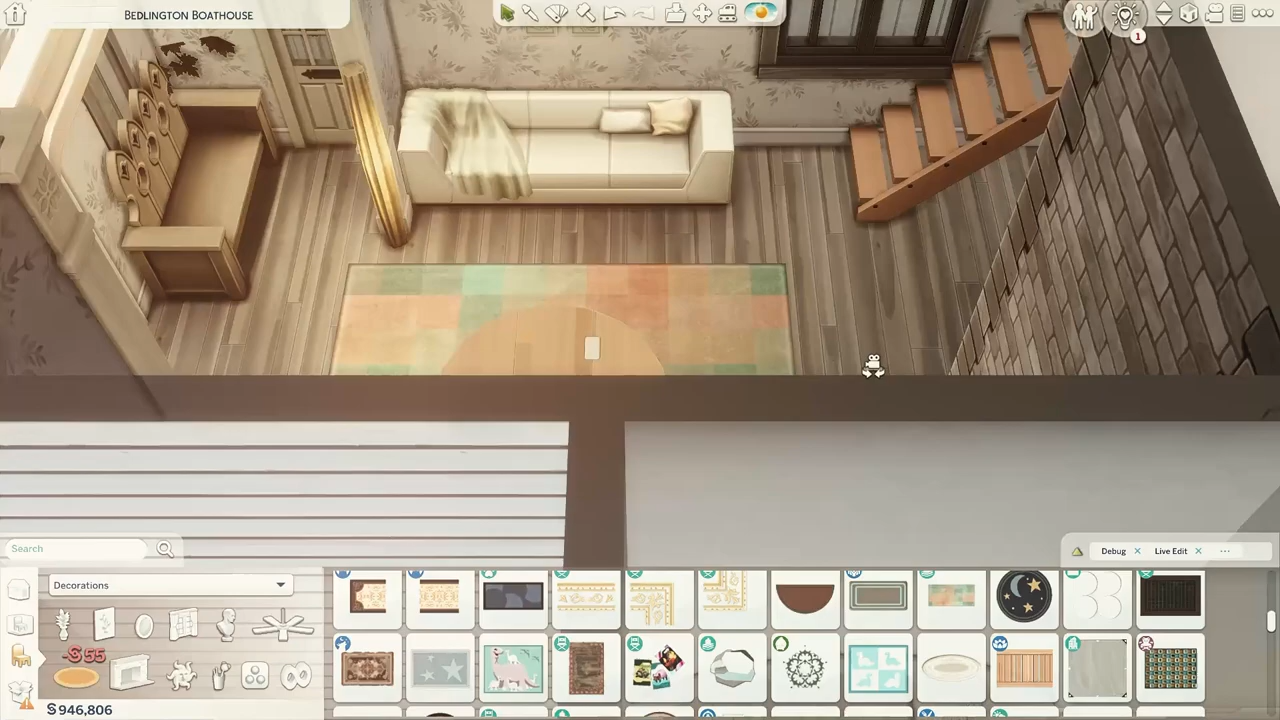 BEDLINGTON BOATHOUSE
1
Search
Debug
Live Edit
Decorations
-§55
§946,806